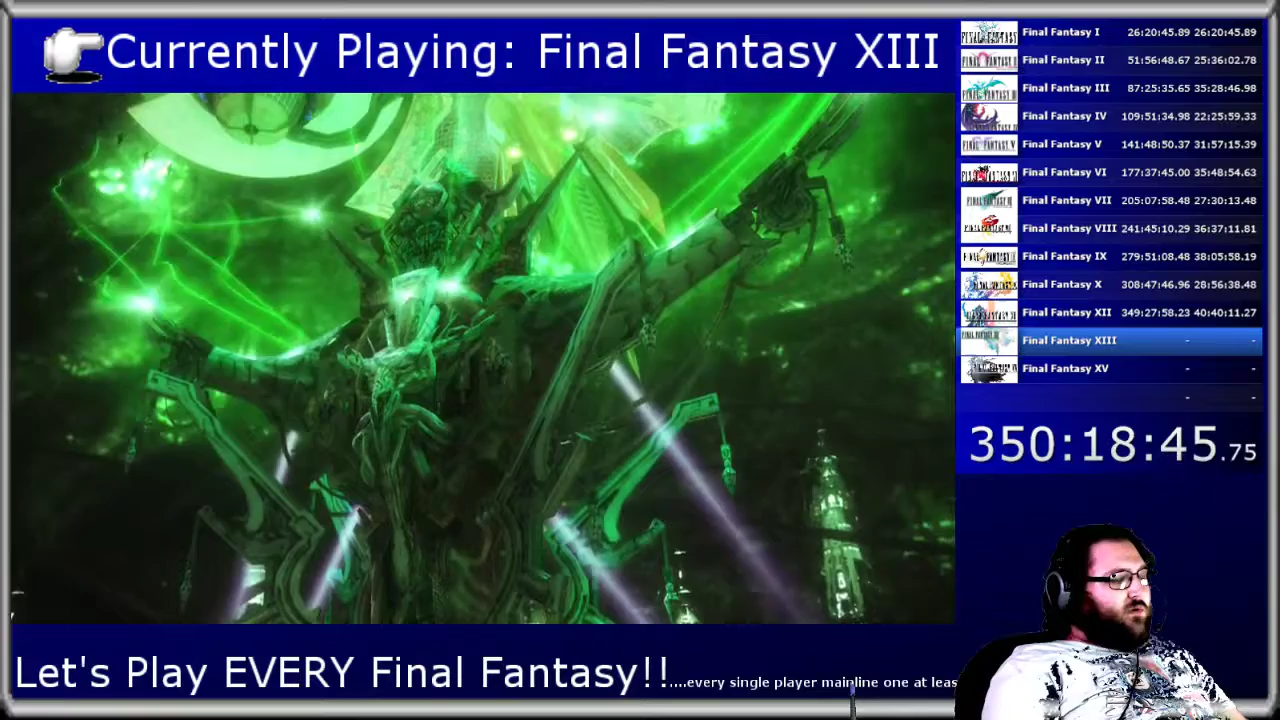 Currently Playing: Final Fantasy XIII
Final Fantasy I 26:20:45.89 26:20:45.89
Final Fantasy II 51:56:48.67 25:36:02.78
Final Fantasy III 87:25:35.65 35:28:46.98
Final Fantasy IV 109:51:34.98 22:25:59.33
Final Fantasy V 141:48:50.37 31:57:15.39
Final Fantasy VI 177:37:45.00 35:48:54.63
Final Fantasy VII 205:07:58.48 27:30:13.48
Final Fantasy VIII 241:45:10.29 36:37:11.81
Final Fantasy IX 279:51:08.48 38:05:58.19
Final Fantasy X 308:47:46.96 28:56:38.48
Final Fantasy XII 349:27:58.23 40:40:11.27
Final Fantasy XIII - -
Final Fantasy XV - -
- -
350:18:45.75
Let's Play EVERY Final Fantasy!!....every single player mainline one at leas